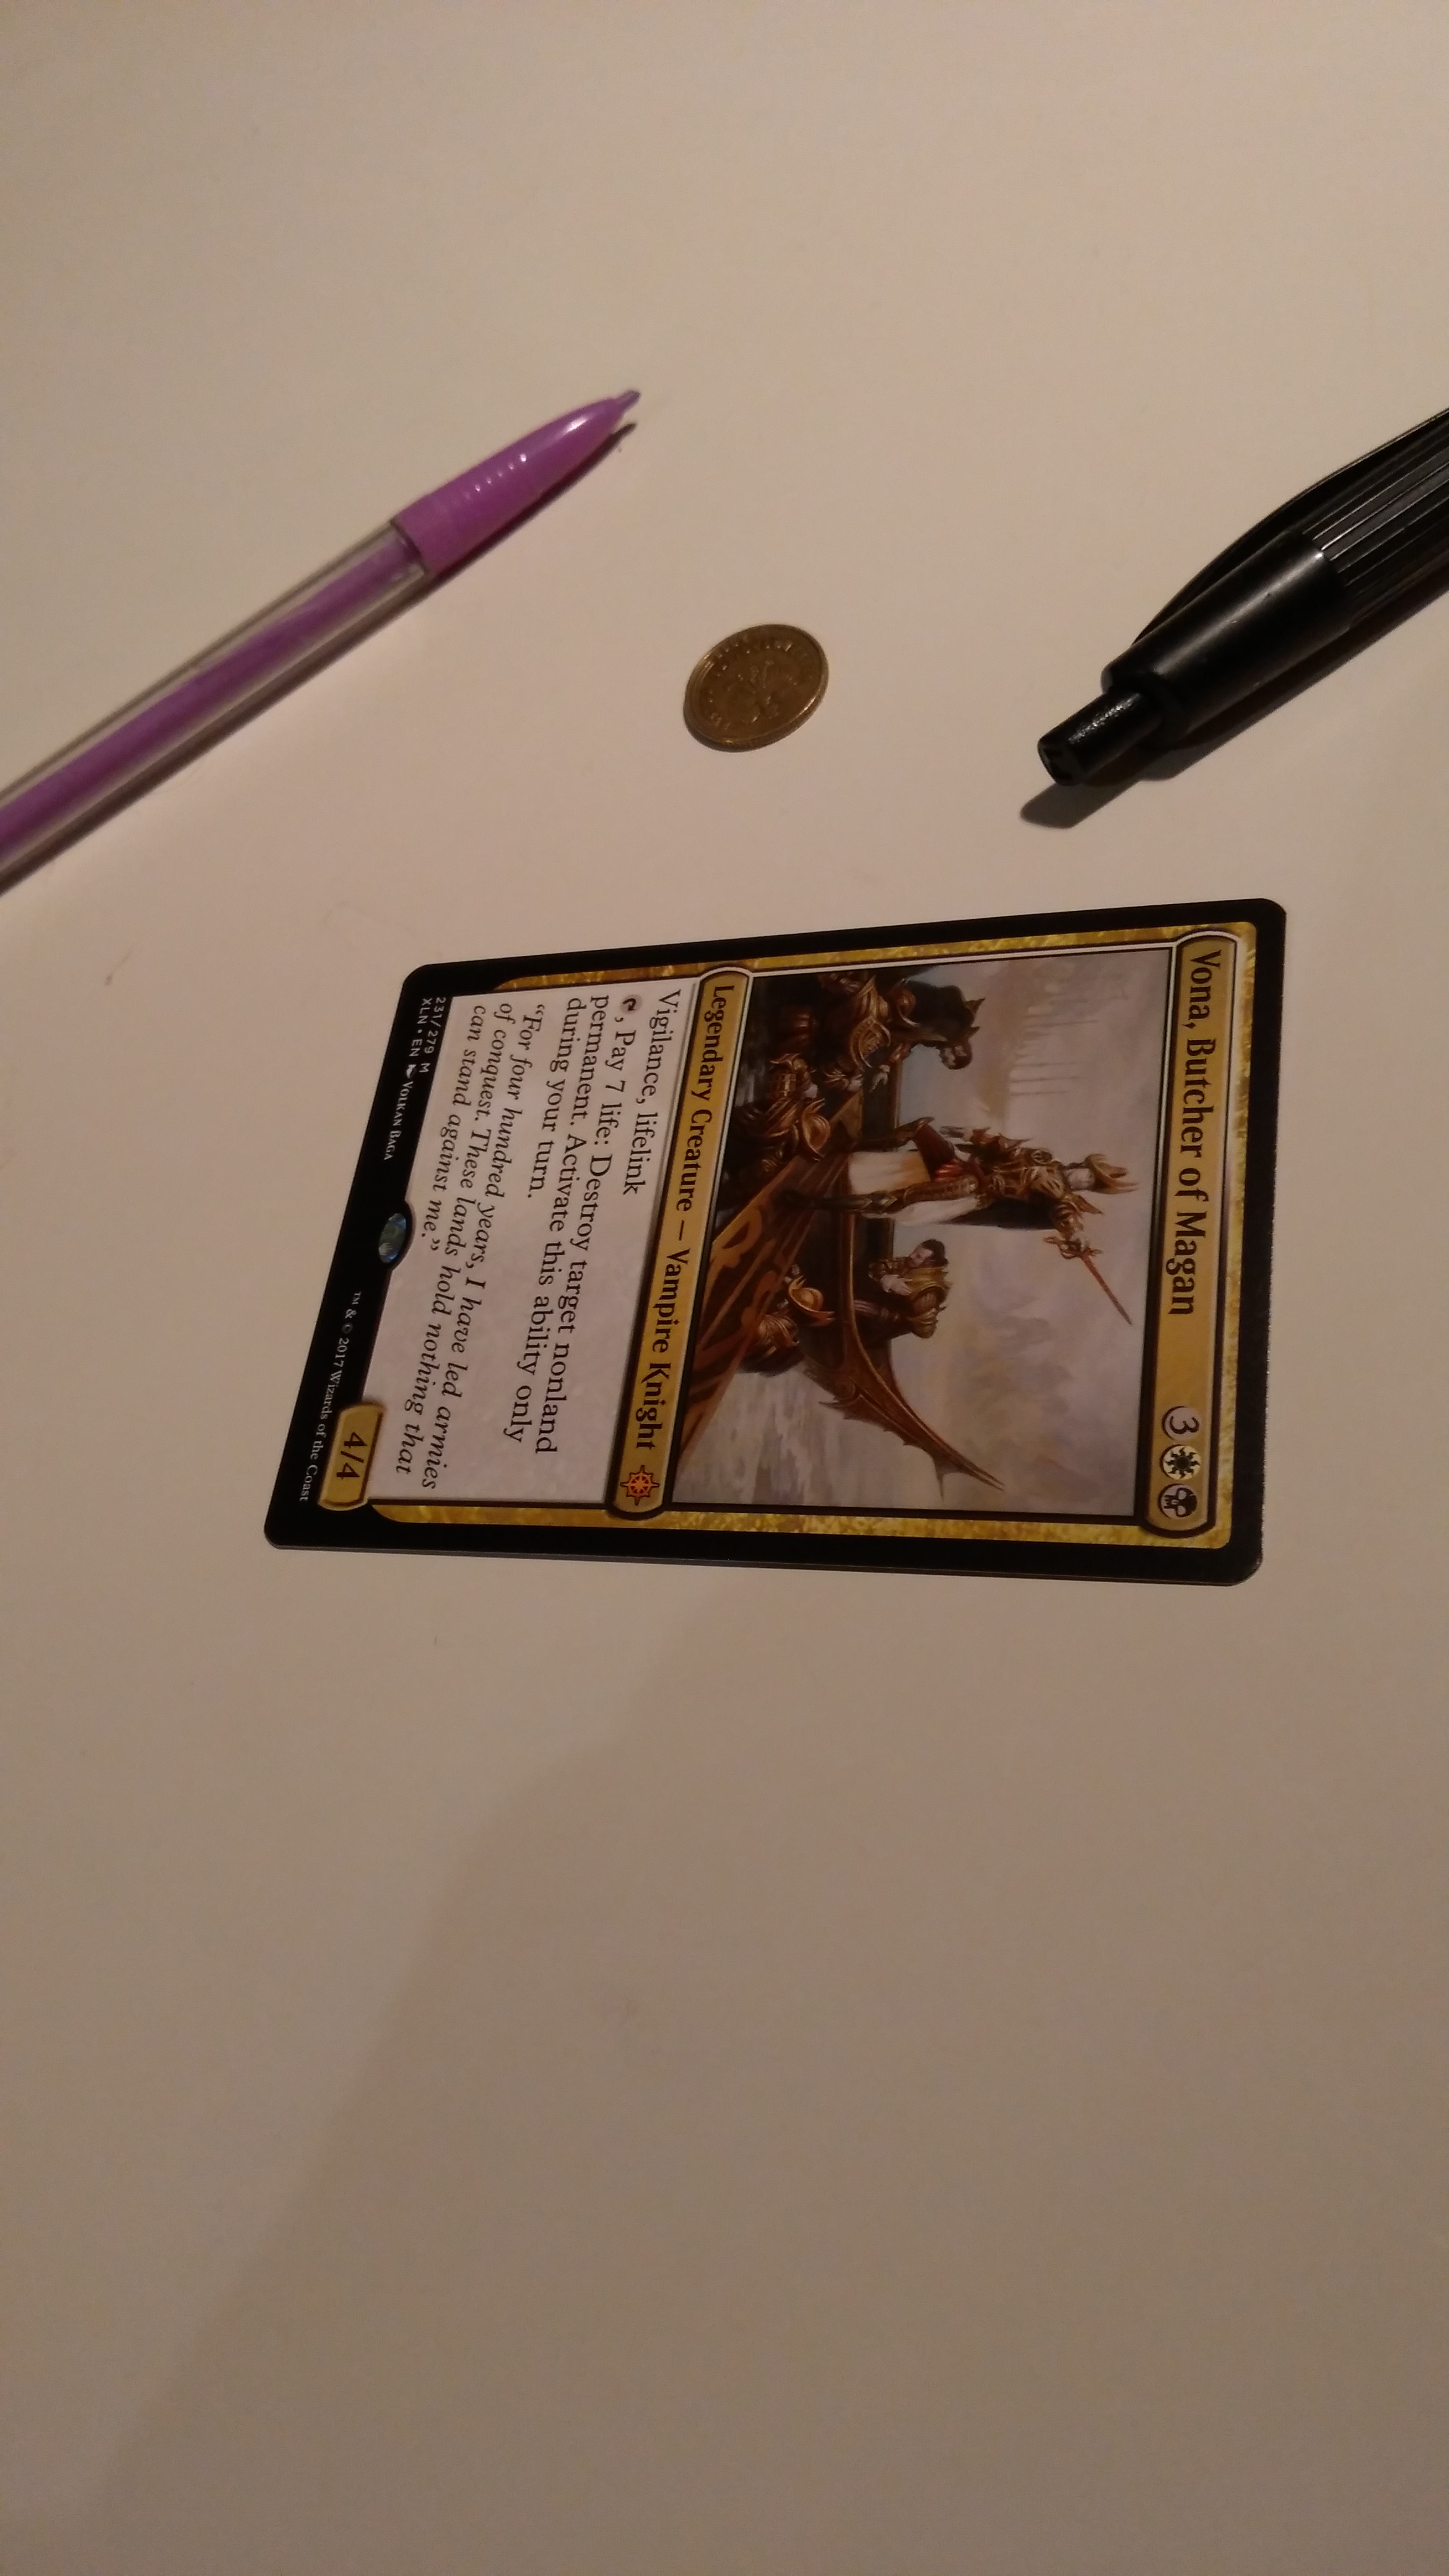 Vona, Butcher of Magan 3
Legendary Creature — Vampire Knight
Vigilance, lifelink
, Pay 7 life: Destroy target nonland
permanent. Activate this ability only
during your turn.
“For four hundred years, I have led armies
of conquest. These lands hold nothing that
can stand against me.”
4/4
231/279 M
XLN • EN VOLKAN BAGA
™ & © 2017 Wizards of the Coast